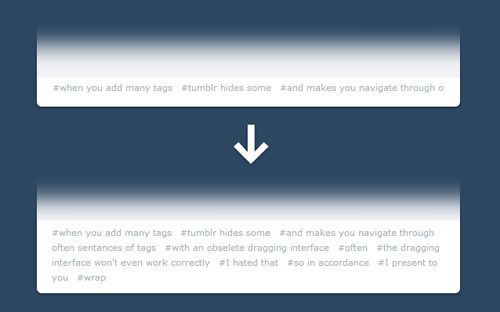 #when you add many tags #tumblr hides some #and makes you navigate through o
#when you add many tags #tumblr hides some #and makes you navigate through
often sentances of tags #with an obselete dragging interface #often #the dragging
interface won't even work correctly #I hated that #so in accordance #I present to
you #wrap